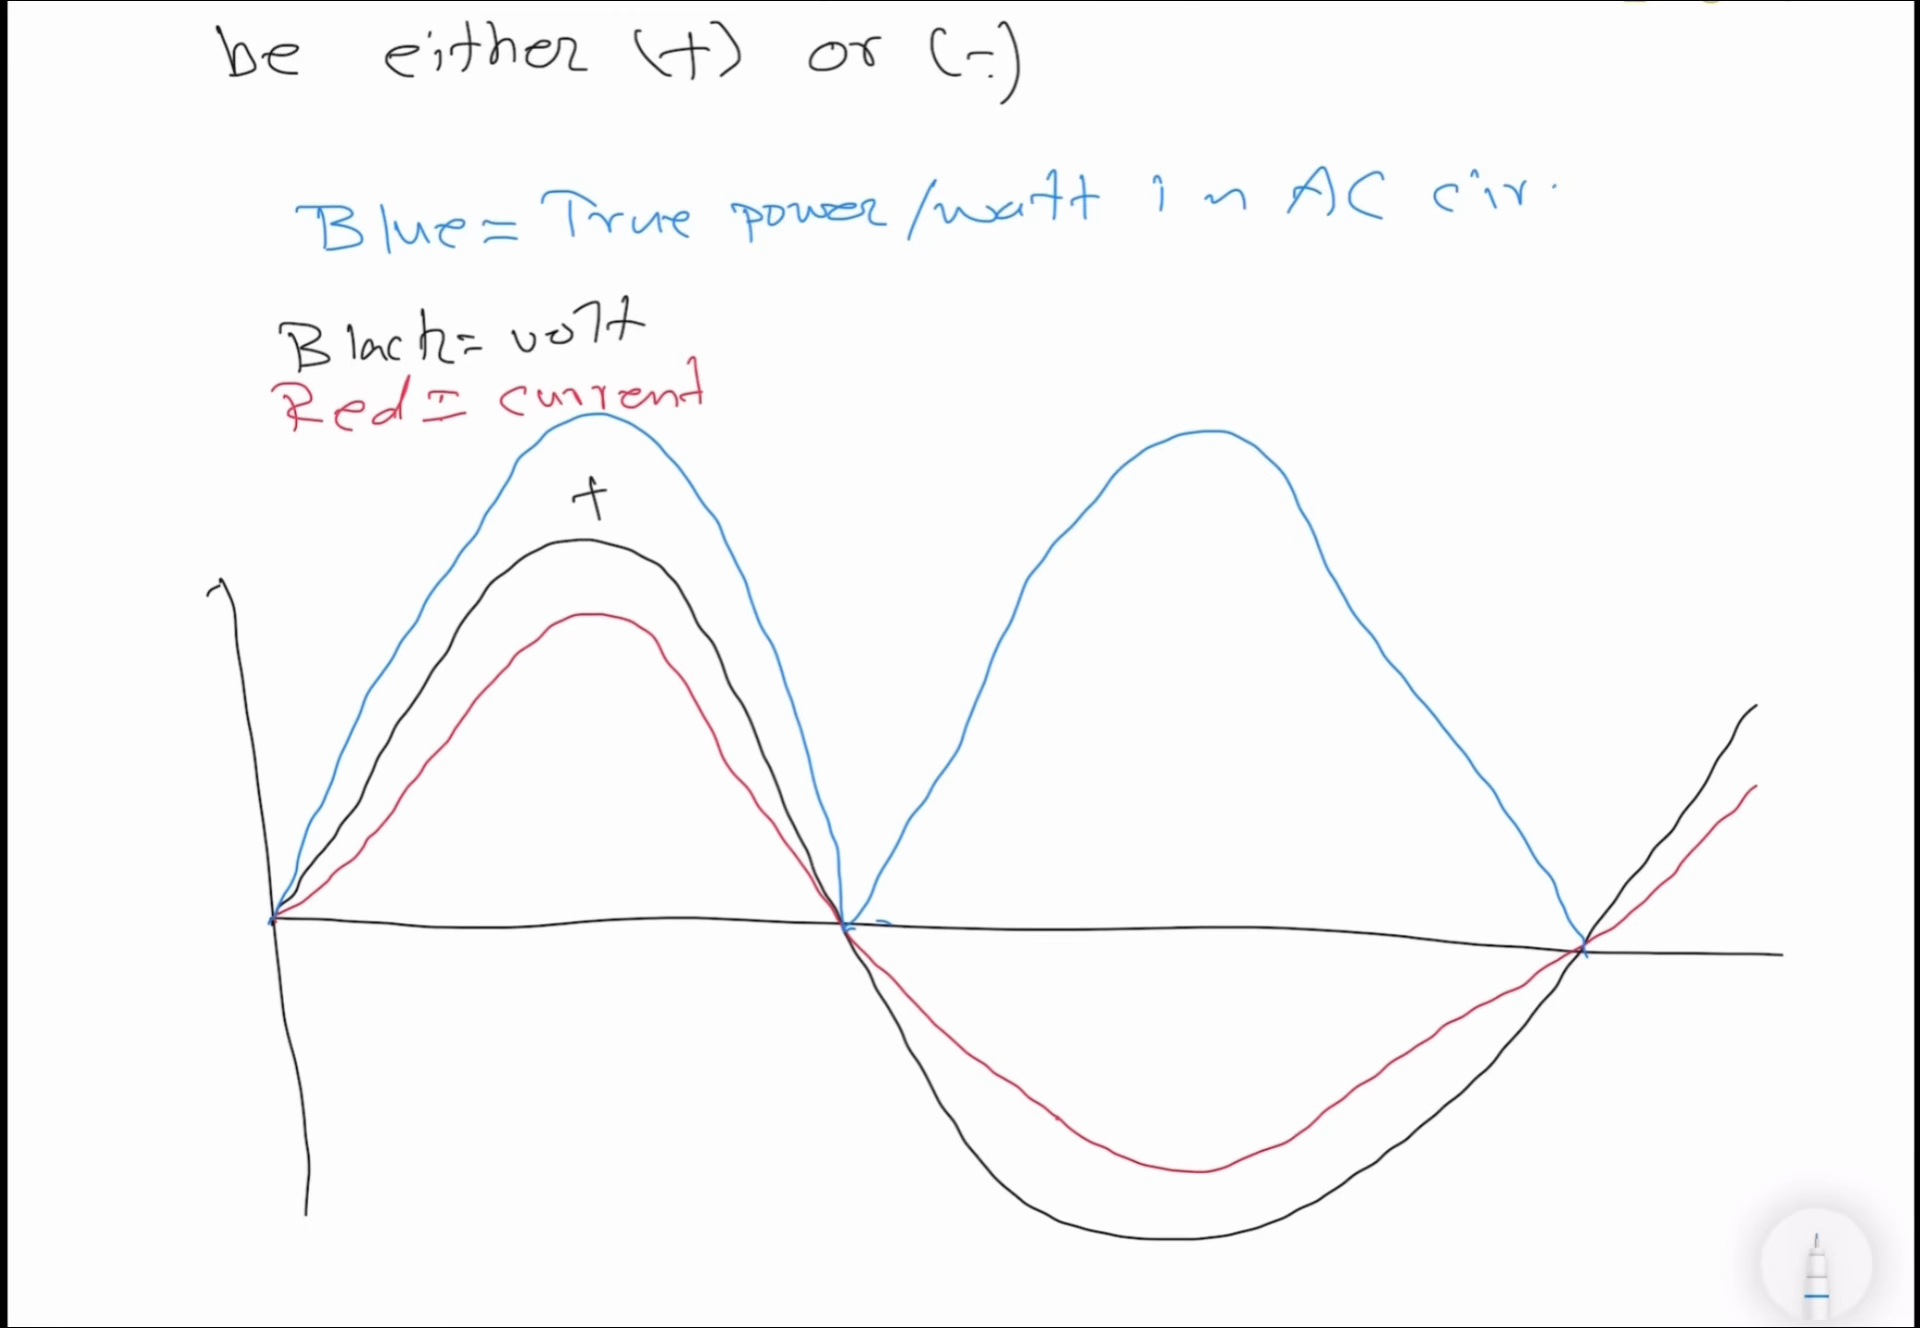 be either (+) or (-)
Blue = True power/watt in AC cir.
Black = volt
Red = current
+